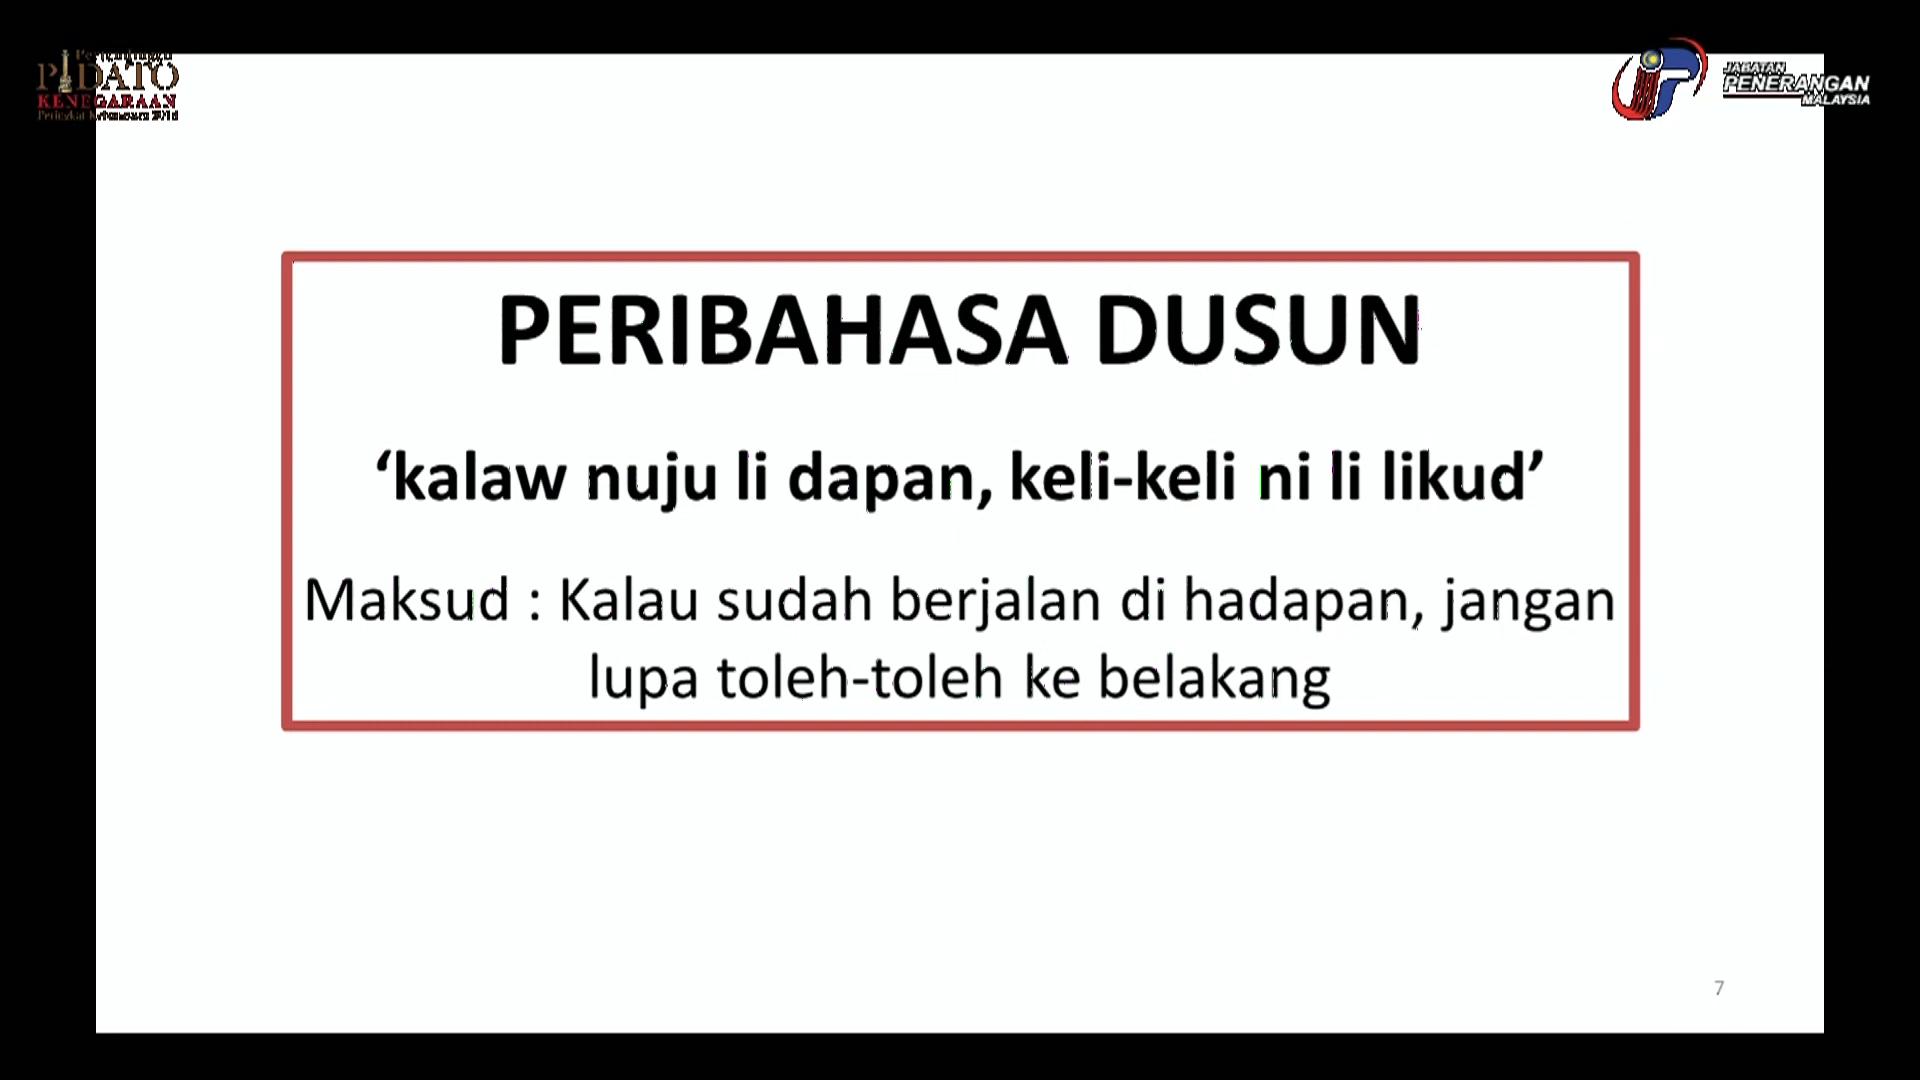 PIDATO
KENEGARAAN
JABATAN
PENERANGAN
MALAYSIA
PERIBAHASA DUSUN
‘kalaw nuju li dapan, keli-keli ni li likud’
Maksud : Kalau sudah berjalan di hadapan, jangan
lupa toleh-toleh ke belakang
7